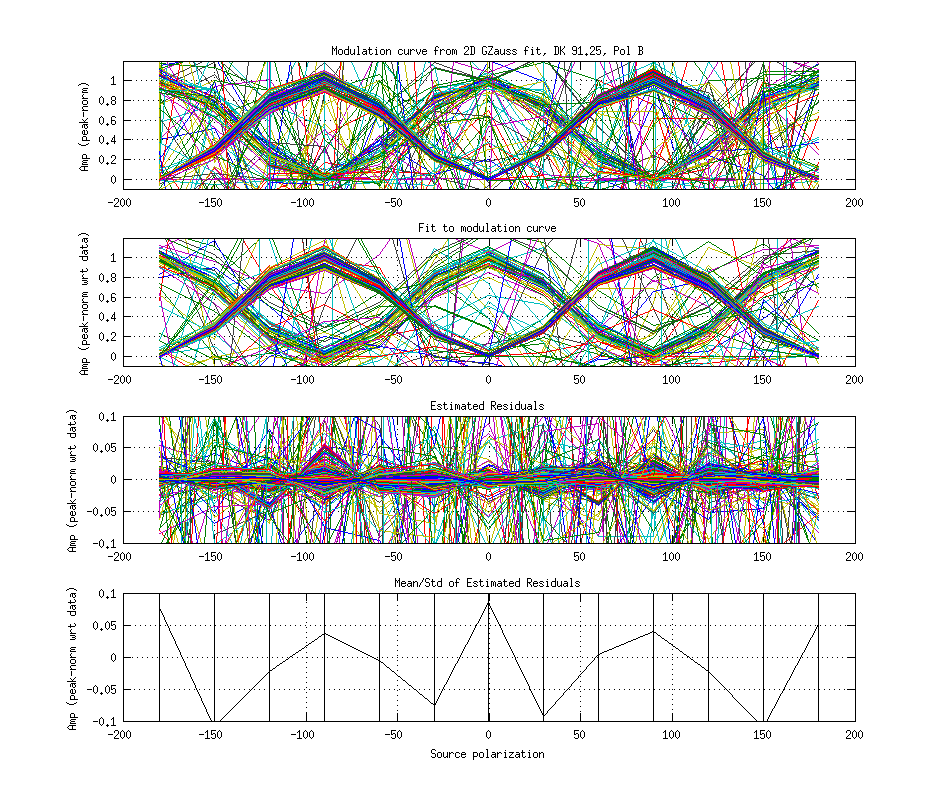 Modulation curve from 2D GZauss fit, DK 91.25, Pol B
1
0.8
0.6
0.4
0.2
0
Amp (peak-norm)
-200 -150 -100 -50 0 50 100 150 200
Fit to modulation curve
1
0.8
0.6
0.4
0.2
0
Amp (peak-norm wrt data)
-200 -150 -100 -50 0 50 100 150 200
Estimated Residuals
0.1
0.05
0
-0.05
-0.1
Amp (peak-norm wrt data)
-200 -150 -100 -50 0 50 100 150 200
Mean/Std of Estimated Residuals
0.1
0.05
0
-0.05
-0.1
Amp (peak-norm wrt data)
-200 -150 -100 -50 0 50 100 150 200
Source polarization